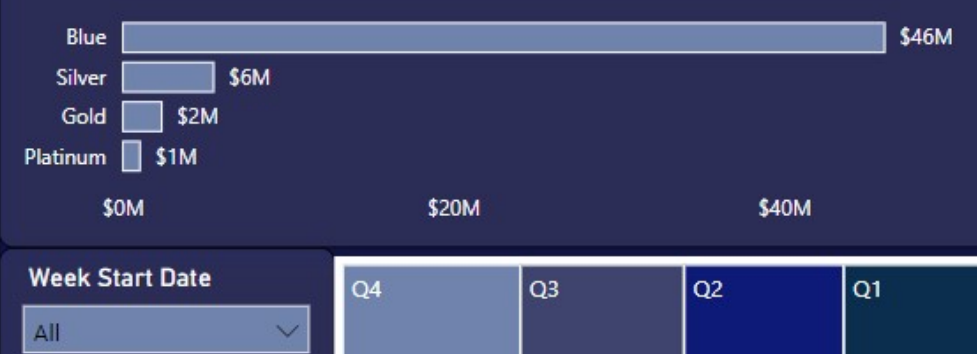 Blue $46M
Silver $6M
Gold $2M
Platinum $1M
$0M $20M $40M
Week Start Date
All
Q4 Q3 Q2 Q1